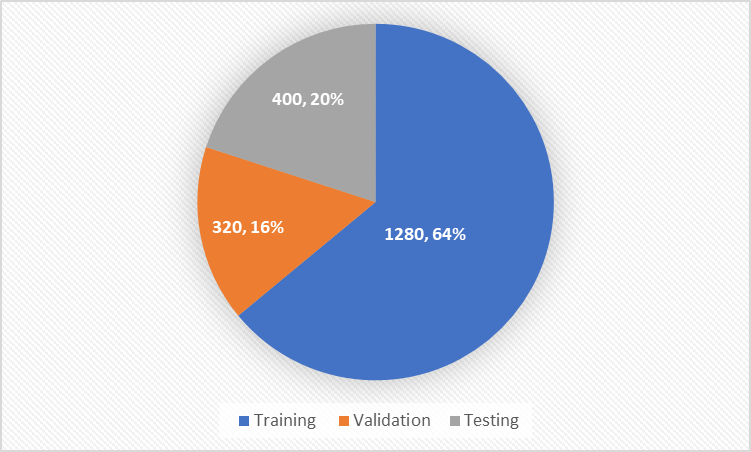 400, 20%
320, 16%
1280, 64%
Training Validation Testing